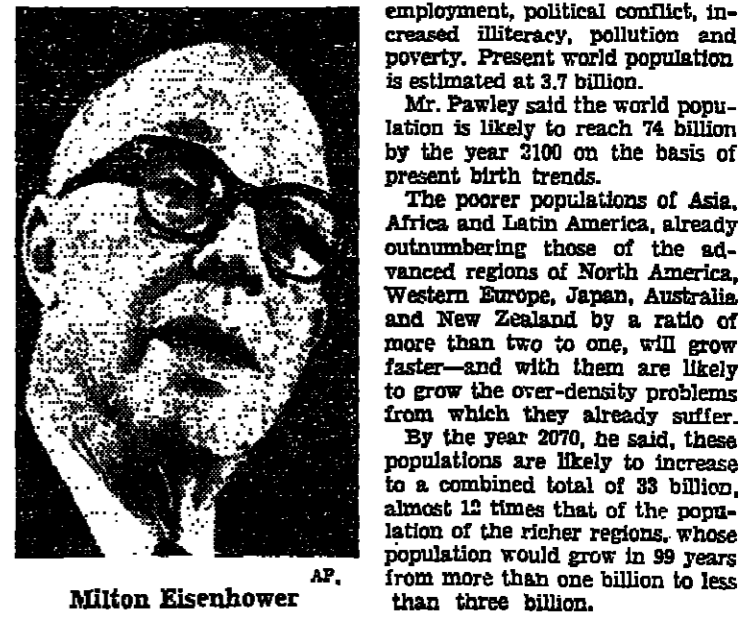 employment, political conflict, in-
creased illiteracy, pollution and
poverty. Present world population
is estimated at 3.7 billion.
Mr. Pawley said the world popu-
lation is likely to reach 74 billion
by the year 2100 on the basis of
present birth trends.
The poorer populations of Asia,
Africa and Latin America, already
outnumbering those of the ad-
vanced regions of North America,
Western Europe, Japan, Australia
and New Zealand by a ratio of
more than two to one, will grow
faster—and with them are likely
to grow the over-density problems
from which they already suffer.
By the year 2070, he said, these
populations are likely to increase
to a combined total of 33 billion,
almost 12 times that of the popu-
lation of the richer regions, whose
population would grow in 99 years
from more than one billion to less
than three billion.
AP.
Milton Eisenhower